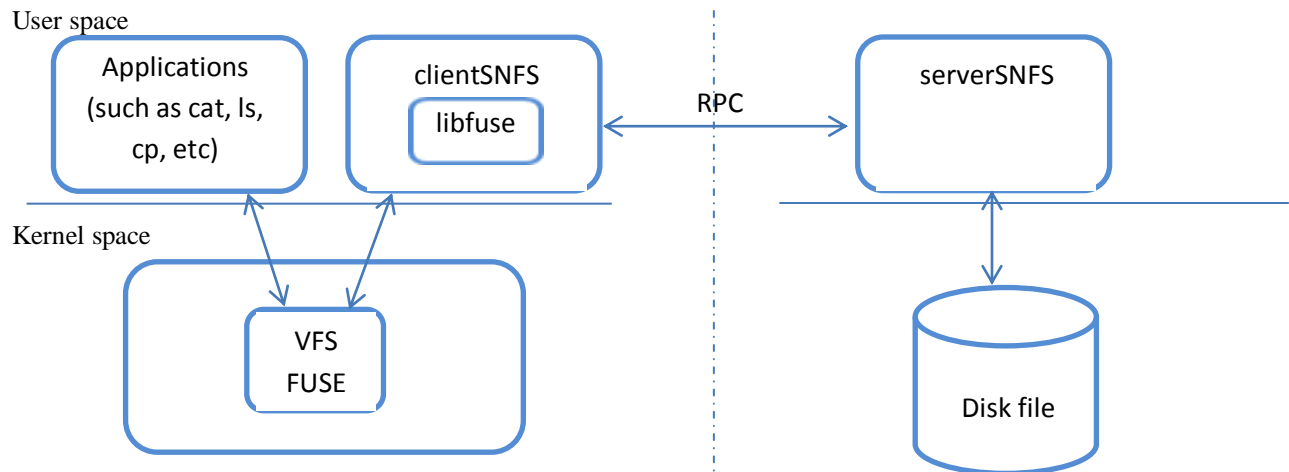 User space
Applications
(such as cat, ls,
cp, etc)
clientSNFS
libfuse
RPC
serverSNFS
Kernel space
VFS
FUSE
Disk file